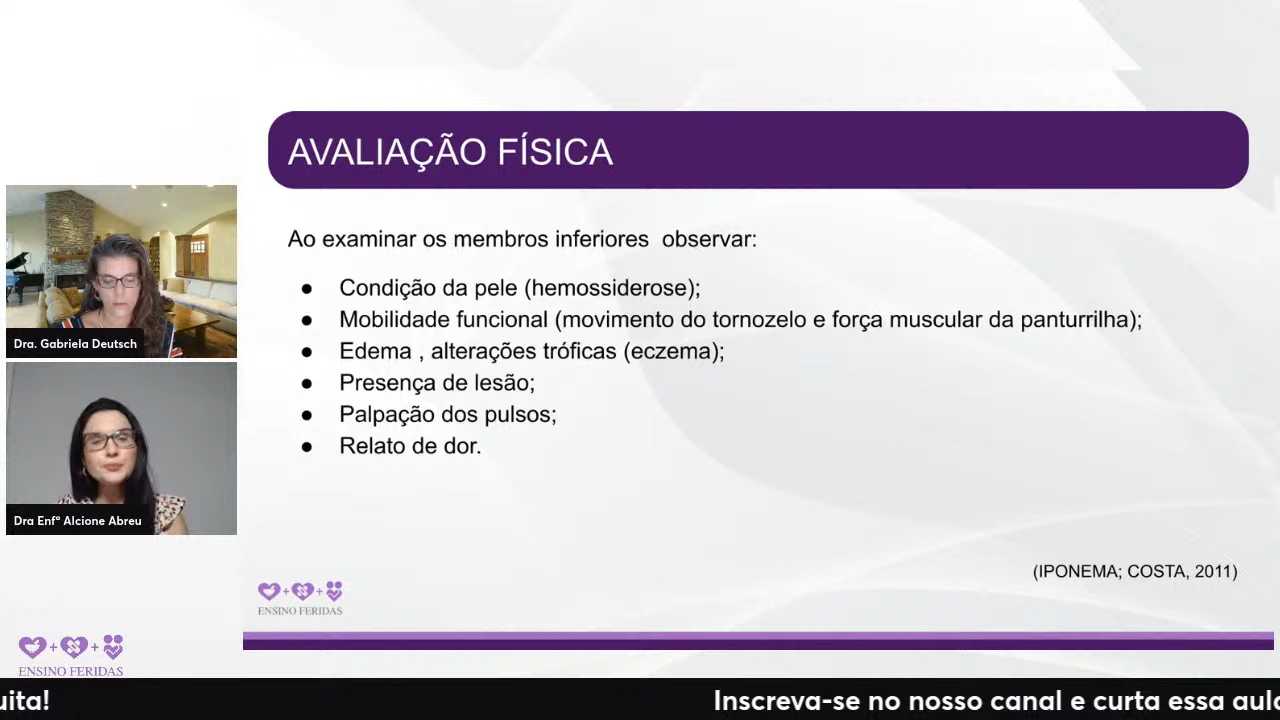 AVALIAÇÃO FÍSICA
Ao examinar os membros inferiores observar:
● Condição da pele (hemossiderose);
● Mobilidade funcional (movimento do tornozelo e força muscular da panturrilha);
● Edema , alterações tróficas (eczema);
● Presença de lesão;
● Palpação dos pulsos;
● Relato de dor.
(IPONEMA; COSTA, 2011)
ENSINO FERIDAS
Dra. Gabriela Deutsch
Dra Enfª Alcione Abreu
ENSINO FERIDAS
uita! Inscreva-se no nosso canal e curta essa aula